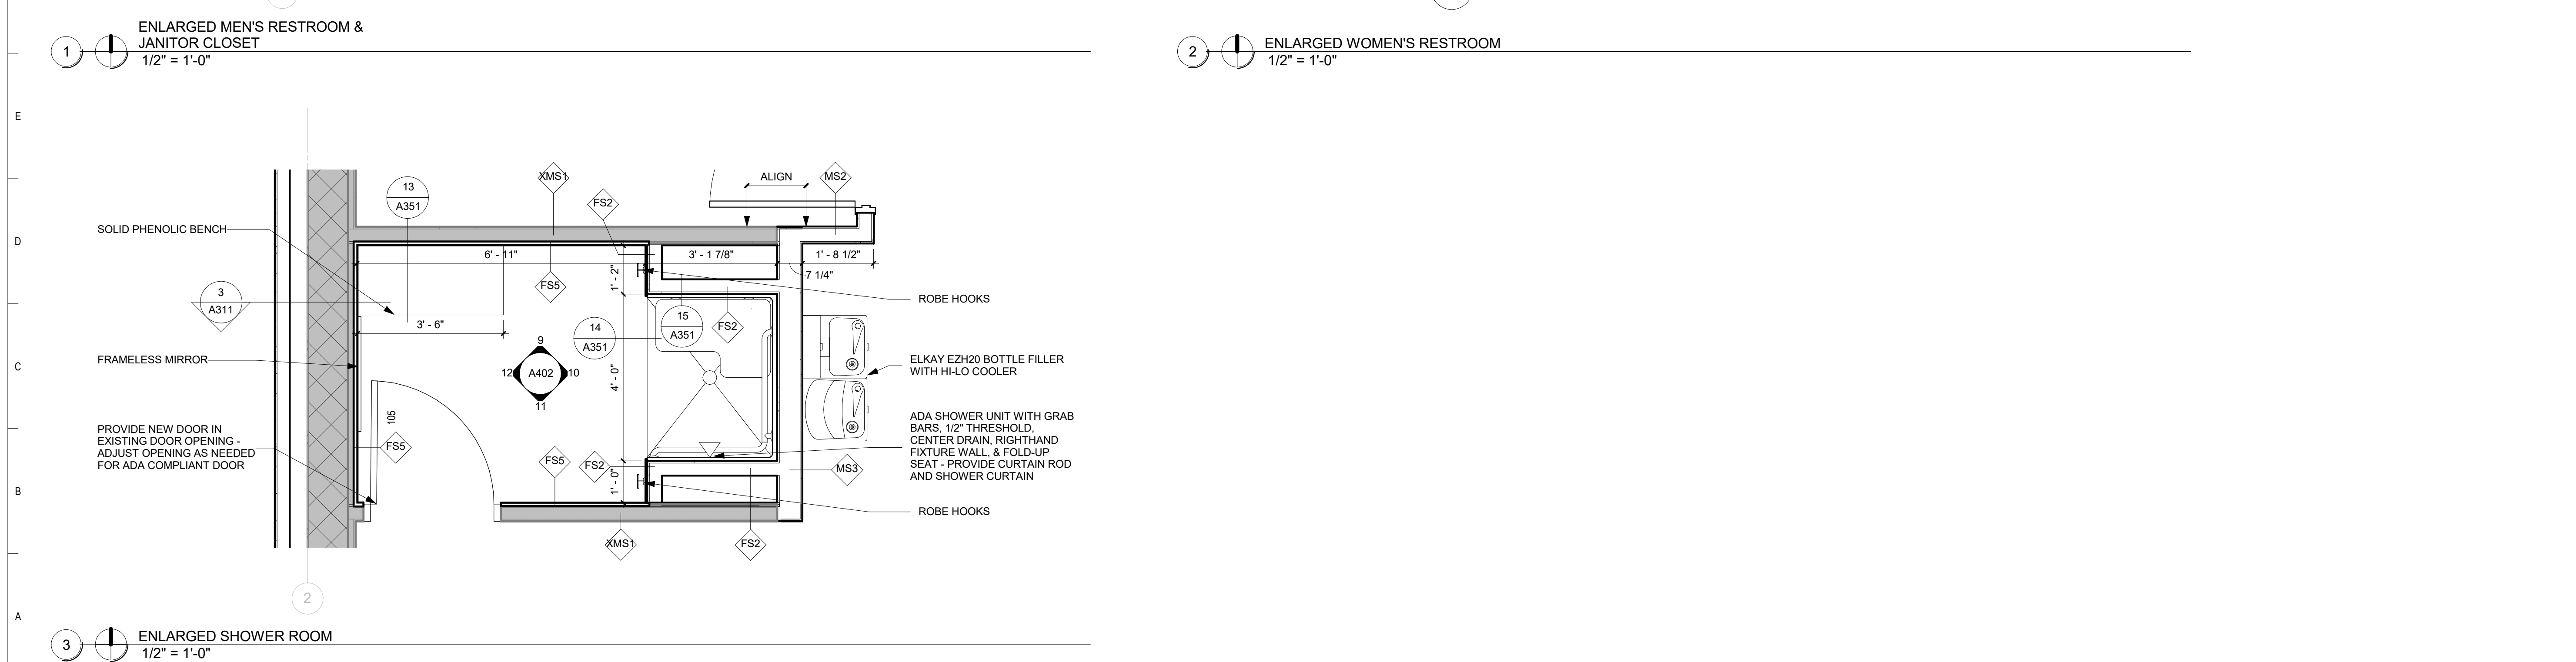 ENLARGED MEN'S RESTROOM &
JANITOR CLOSET
1
1/2" = 1'-0"
2
ENLARGED WOMEN'S RESTROOM
1/2" = 1'-0"
E
D
C
B
A
13
A351
XMS1
FS2
ALIGN
MS2
SOLID PHENOLIC BENCH
6' - 11"
3' - 1 7/8"
1' - 8 1/2"
7 1/4"
1' - 2"
FS5
3
A311
ROBE HOOKS
3' - 6"
14
A351
15
A351
FS2
FRAMELESS MIRROR
9
12
A402
10
11
4' - 0"
ELKAY EZH20 BOTTLE FILLER
WITH HI-LO COOLER
105
PROVIDE NEW DOOR IN
EXISTING DOOR OPENING -
ADJUST OPENING AS NEEDED
FOR ADA COMPLIANT DOOR
FS5
FS5
FS2
1' - 0"
ADA SHOWER UNIT WITH GRAB
BARS, 1/2" THRESHOLD,
CENTER DRAIN, RIGHTHAND
FIXTURE WALL, & FOLD-UP
SEAT - PROVIDE CURTAIN ROD
AND SHOWER CURTAIN
MS3
ROBE HOOKS
XMS1
FS2
2
3
ENLARGED SHOWER ROOM
1/2" = 1'-0"